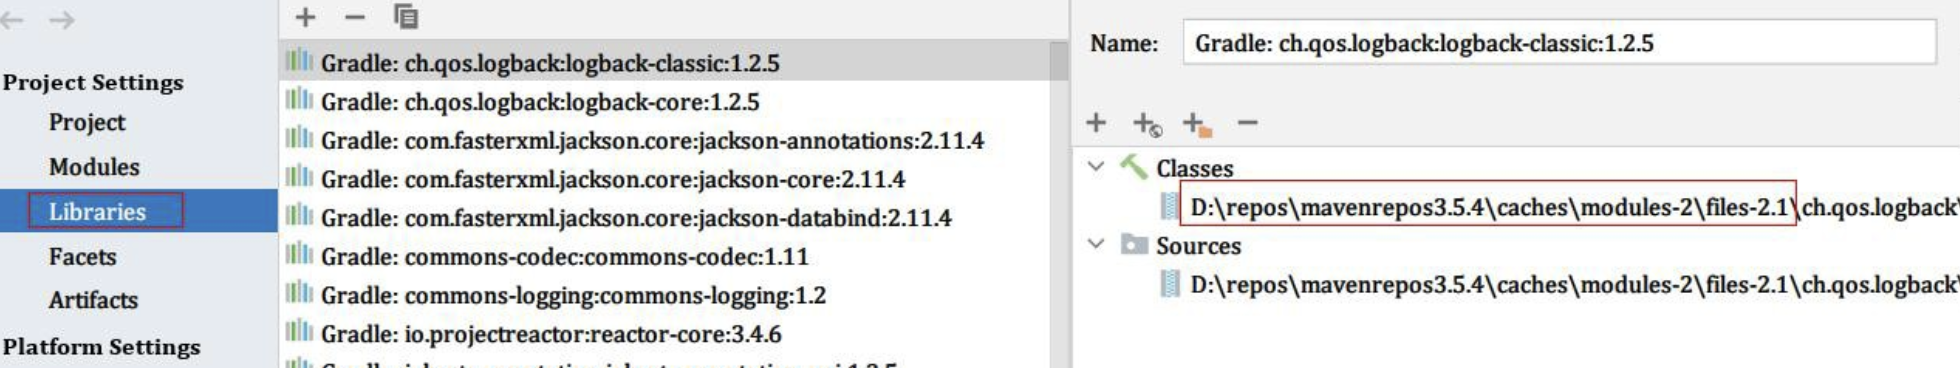 Project Settings
Project
Modules
Libraries
Facets
Artifacts
Platform Settings
Gradle: ch.qos.logback:logback-classic:1.2.5
Gradle: ch.qos.logback:logback-core:1.2.5
Gradle: com.fasterxml.jackson.core:jackson-annotations:2.11.4
Gradle: com.fasterxml.jackson.core:jackson-core:2.11.4
Gradle: com.fasterxml.jackson.core:jackson-databind:2.11.4
Gradle: commons-codec:commons-codec:1.11
Gradle: commons-logging:commons-logging:1.2
Gradle: io.projectreactor:reactor-core:3.4.6
Name: Gradle: ch.qos.logback:logback-classic:1.2.5
Classes
D:\repos\mavenrepos3.5.4\caches\modules-2\files-2.1\ch.qos.logback\
Sources
D:\repos\mavenrepos3.5.4\caches\modules-2\files-2.1\ch.qos.logback\